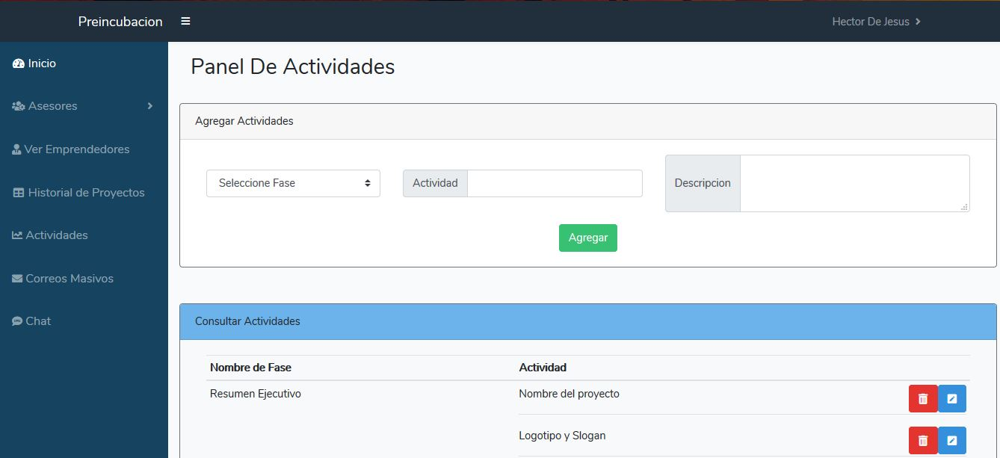 Preincubacion
Hector De Jesus
Inicio
Asesores
Ver Emprendedores
Historial de Proyectos
Actividades
Correos Masivos
Chat
Panel De Actividades
Agregar Actividades
Seleccione Fase
Actividad
Descripcion
Agregar
Consultar Actividades
Nombre de Fase Actividad
Resumen Ejecutivo Nombre del proyecto
Logotipo y Slogan